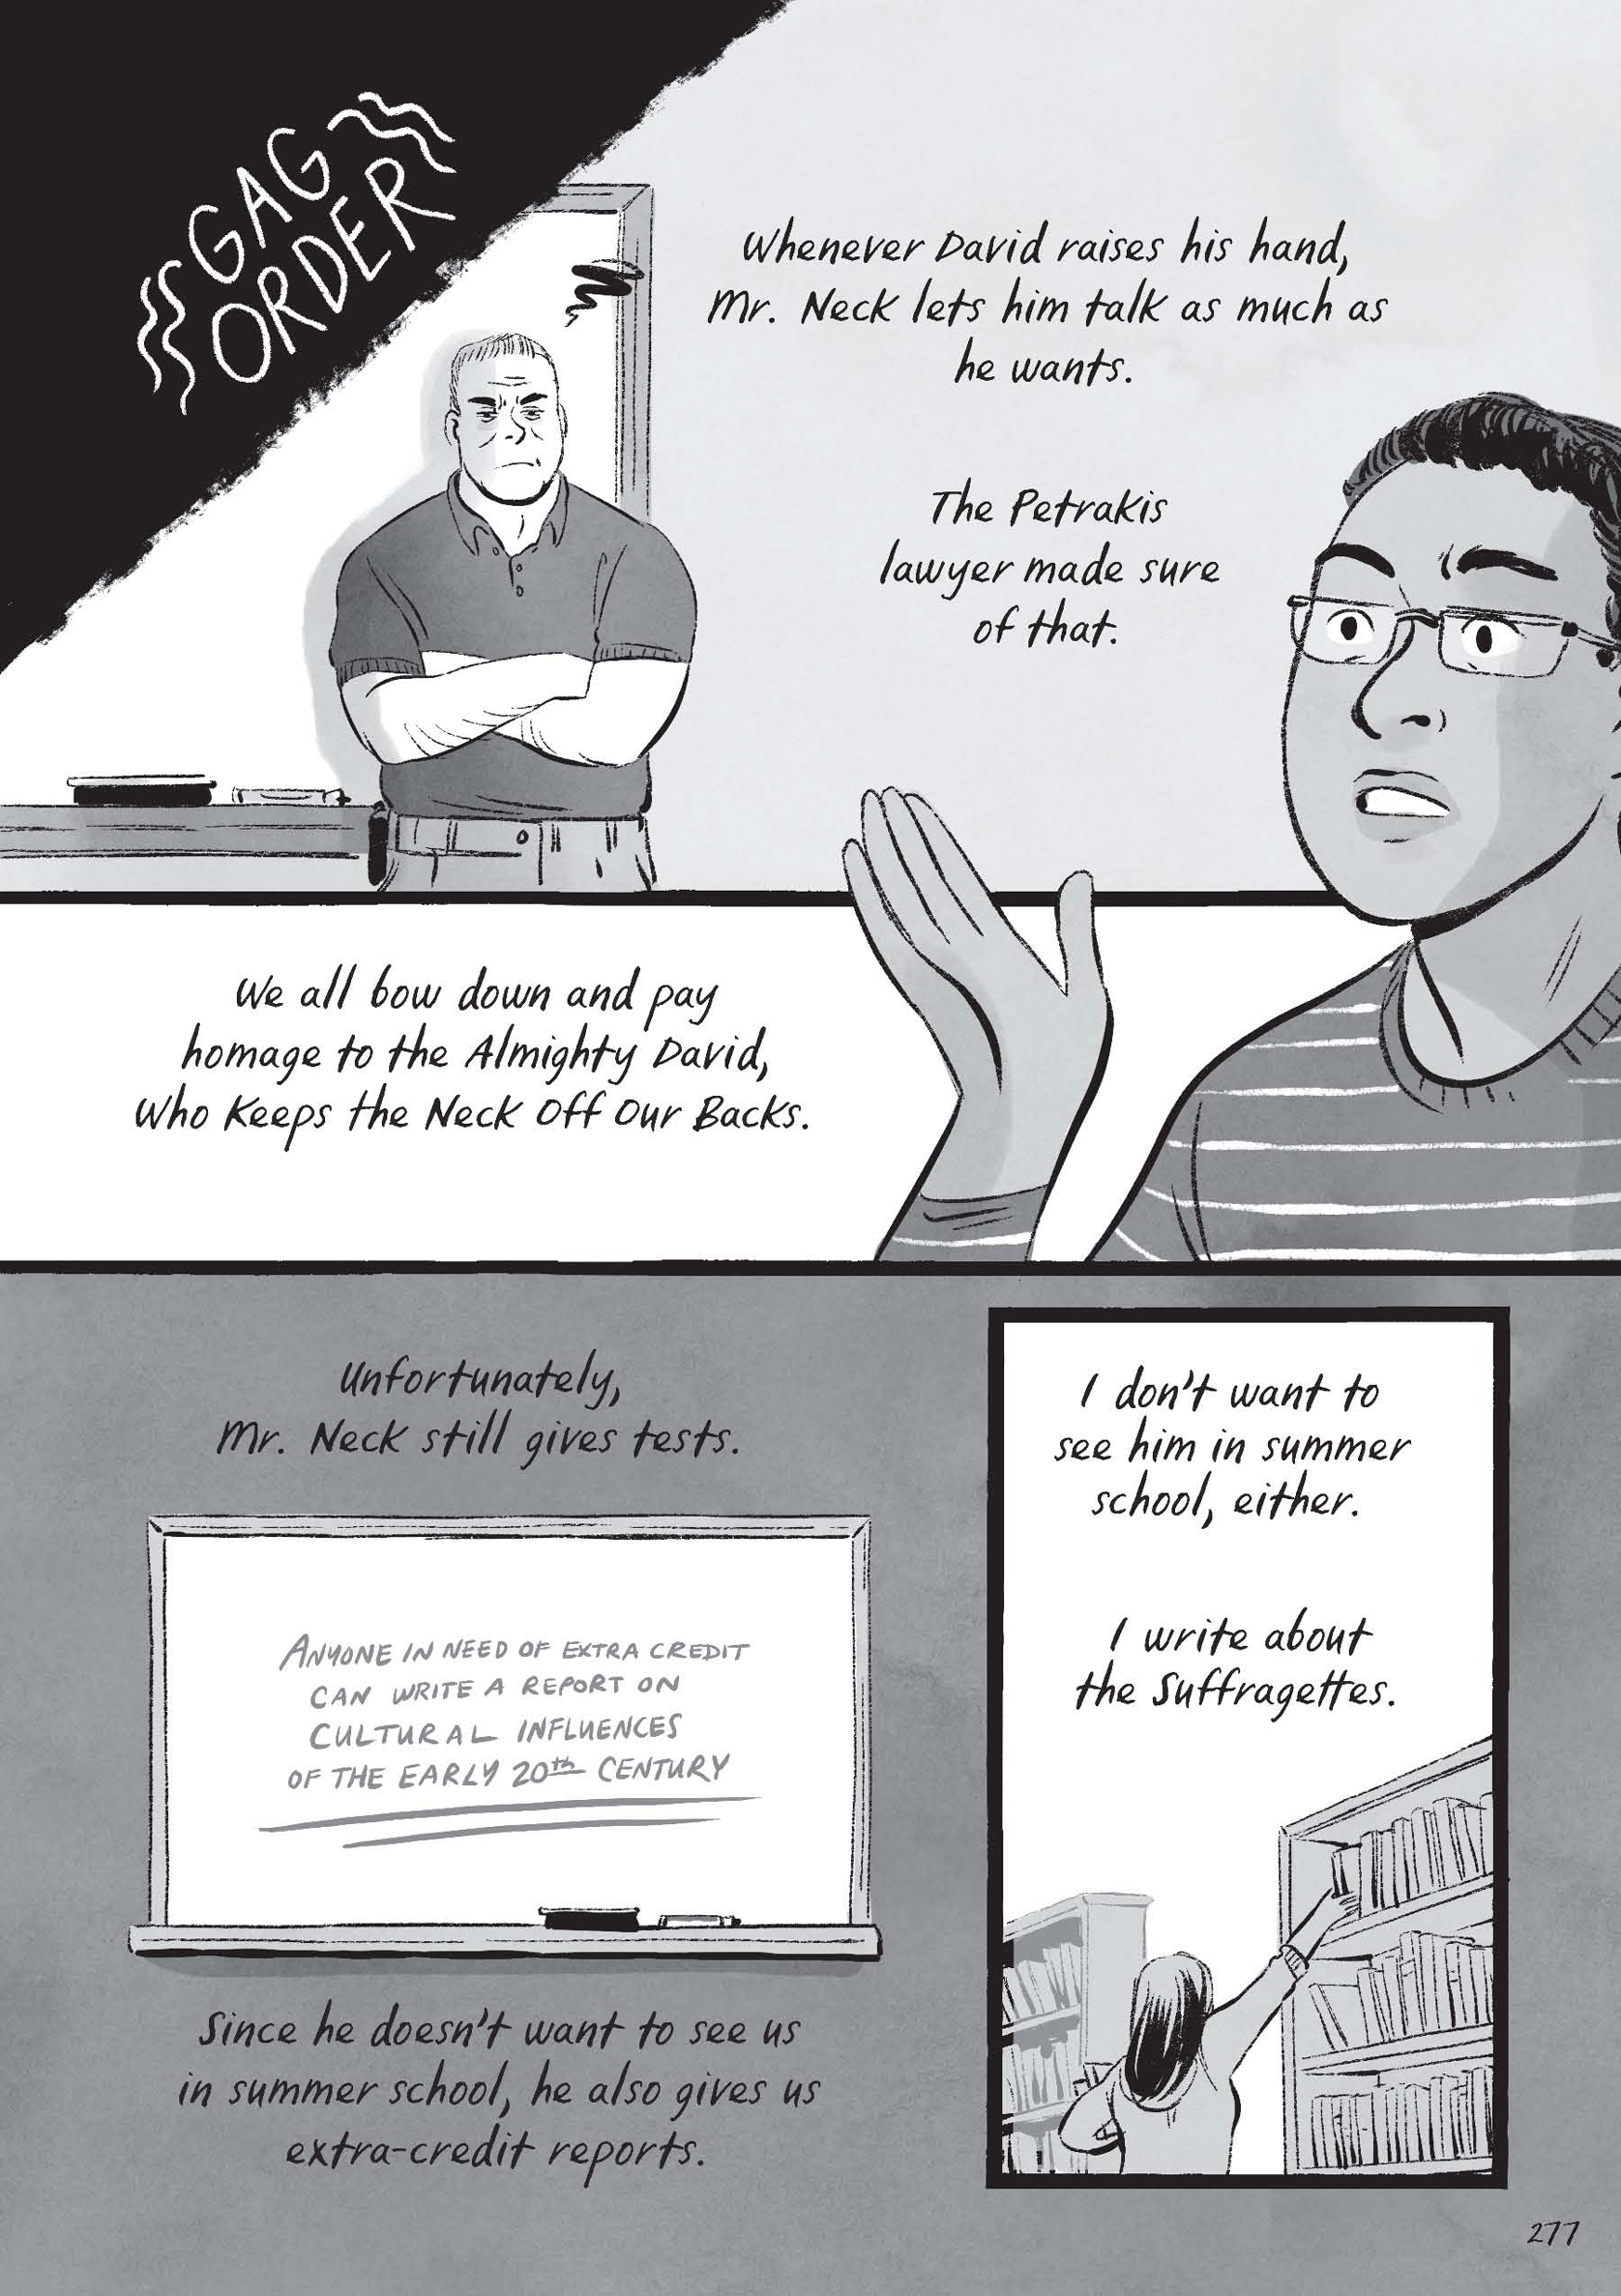 GAG
ORDER
Whenever David raises his hand,
Mr. Neck lets him talk as much as
he wants.
The Petrakis
lawyer made sure
of that.
We all bow down and pay
homage to the Almighty David,
Who Keeps the Neck Off Our Backs.
Unfortunately,
Mr. Neck still gives tests.
ANYONE IN NEED OF EXTRA CREDIT
CAN WRITE A REPORT ON
CULTURAL INFLUENCES
OF THE EARLY 20th CENTURY
Since he doesn't want to see us
in summer school, he also gives us
extra-credit reports.
I don't want to
see him in summer
school, either.
I write about
the Suffragettes.
277